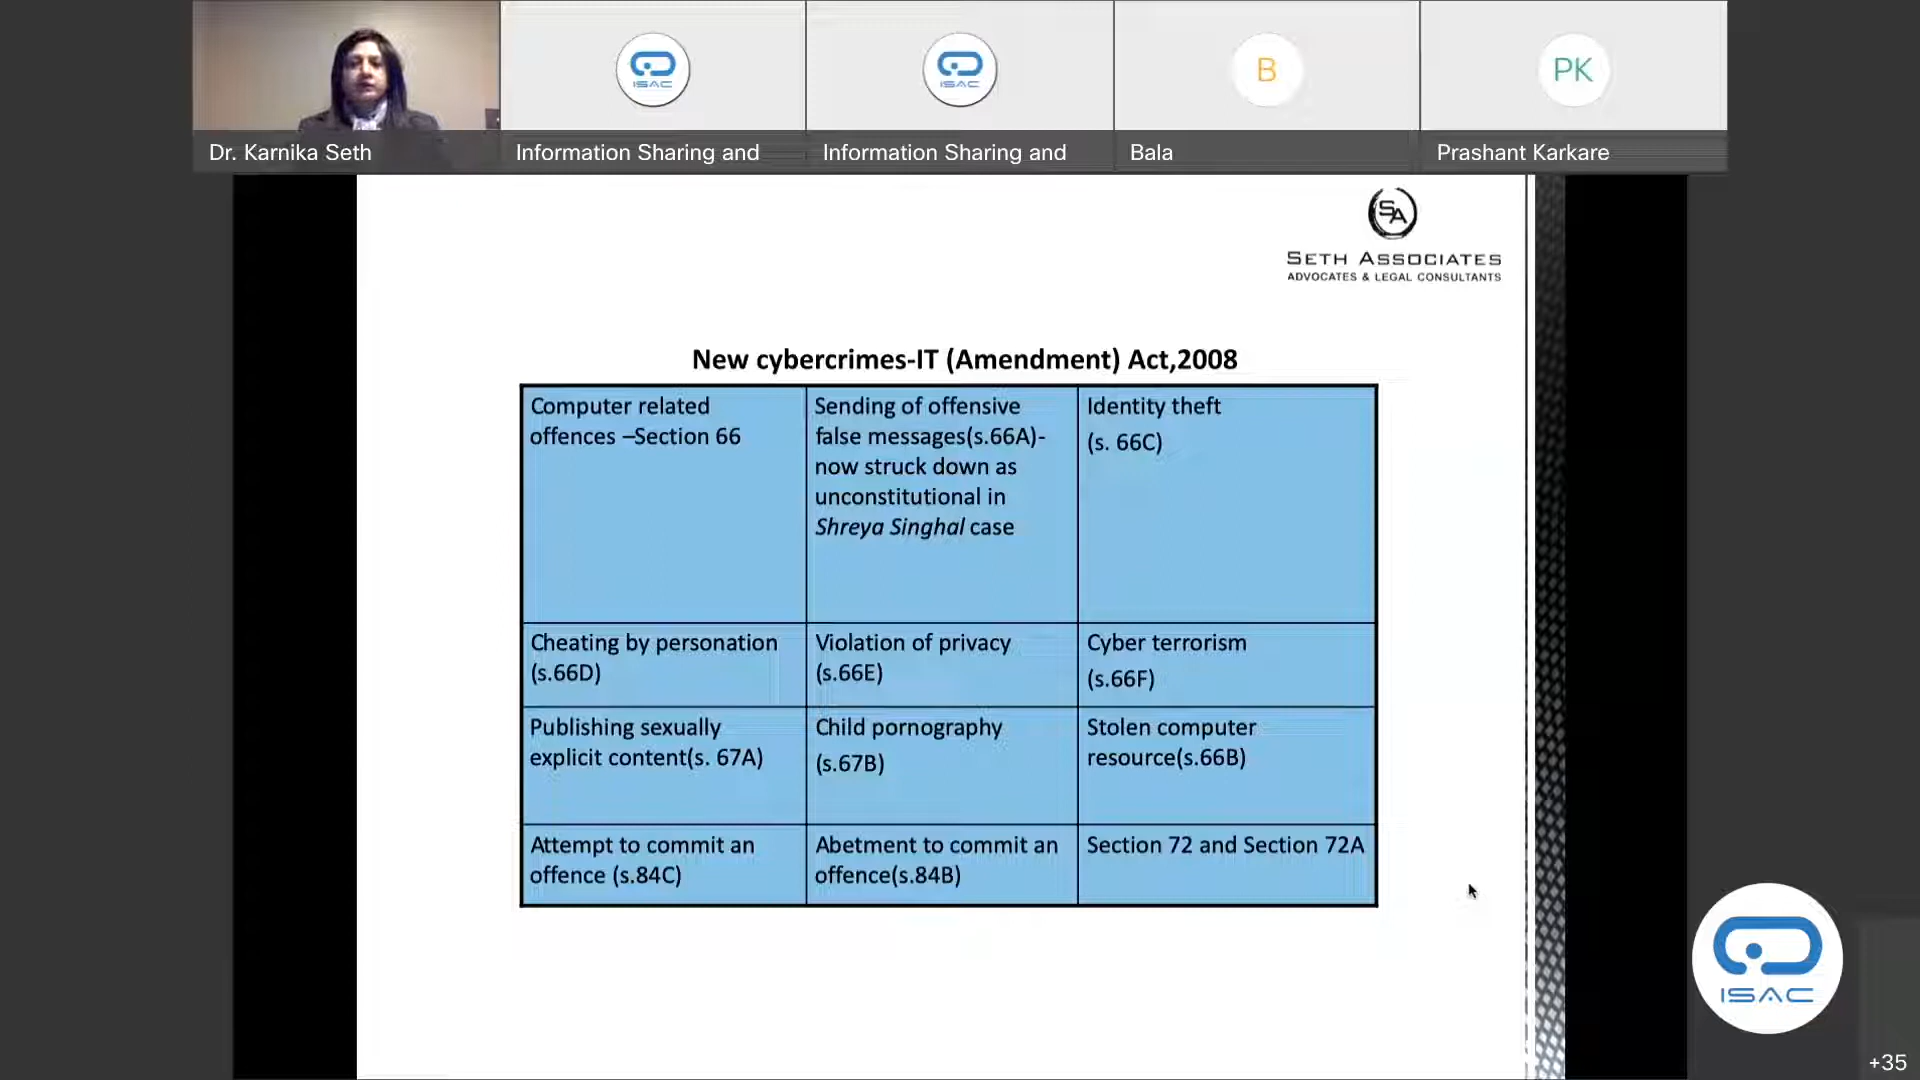 ISAC
ISAC
B
PK
Dr. Karnika Seth
Information Sharing and
Information Sharing and
Bala
Prashant Karkare
SA
SETH ASSOCIATES
ADVOCATES & LEGAL CONSULTANTS
New cybercrimes-IT (Amendment) Act,2008
Computer related
offences –Section 66
Sending of offensive
false messages(s.66A)-
now struck down as
unconstitutional in
Shreya Singhal case
Identity theft
(s. 66C)
Cheating by personation
(s.66D)
Violation of privacy
(s.66E)
Cyber terrorism
(s.66F)
Publishing sexually
explicit content(s. 67A)
Child pornography
(s.67B)
Stolen computer
resource(s.66B)
Attempt to commit an
offence (s.84C)
Abetment to commit an
offence(s.84B)
Section 72 and Section 72A
ISAC
+35